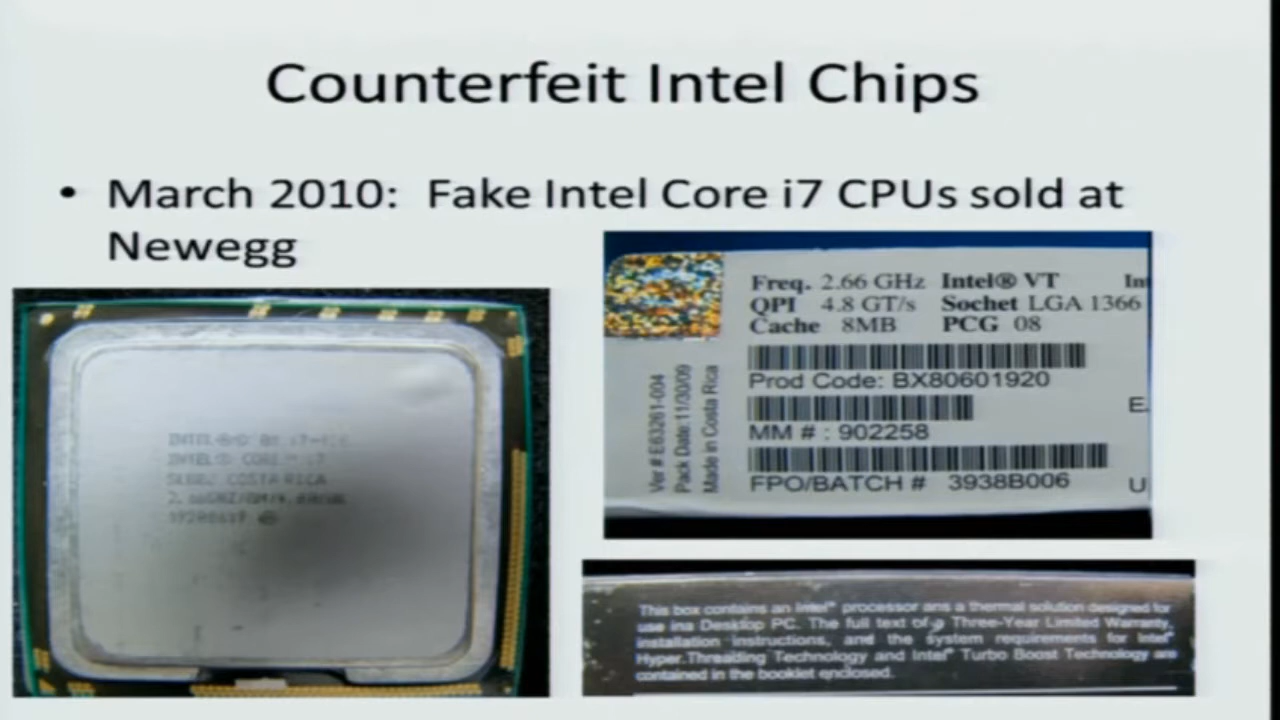 Counterfeit Intel Chips
• March 2010: Fake Intel Core i7 CPUs sold at
Newegg
INTEL® CORE™ i7
COSTA RICA
Freq. 2.66 GHz Intel® VT
QPI 4.8 GT/s Sochet LGA 1366
Cache 8MB PCG 08
Prod Code: BX80601920
MM # : 902258
FPO/BATCH # 3938B006
Ver # E63261-004
Pack Date: 11/30/09
Made in Costa Rica
This box contains an Intel® processor ans a thermal solution designed for
use ina Desktop PC. The full text of a Three-Year Limited Warranty,
installation instructions, and the system requirements for Intel®
Hyper.Threading Technology and Intel® Turbo Boost Technology are
contained in the booklet enclosed.